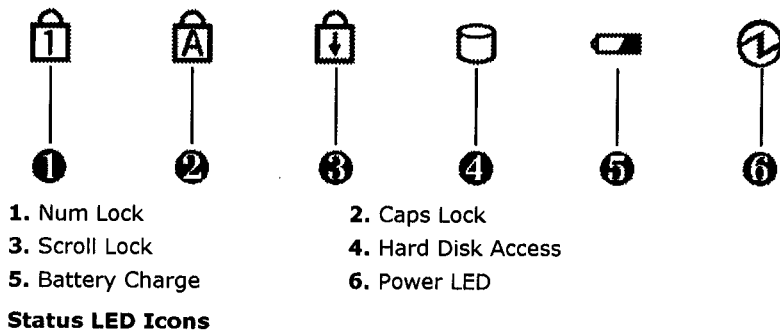 1 A
1 2 3 4 5 6
1. Num Lock 2. Caps Lock
3. Scroll Lock 4. Hard Disk Access
5. Battery Charge 6. Power LED
Status LED Icons